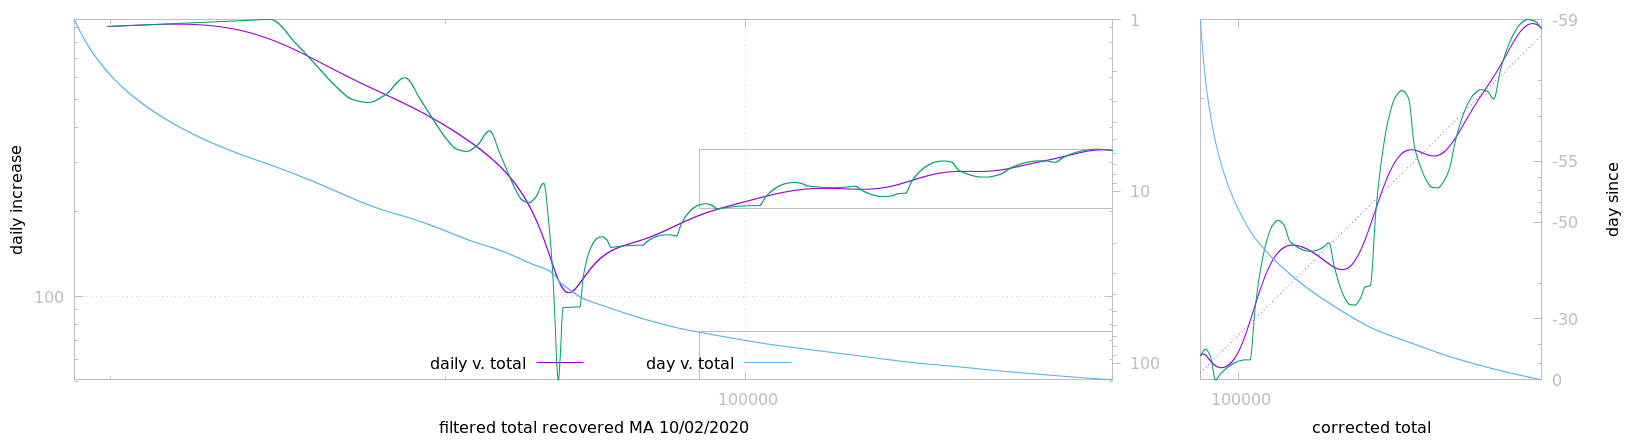 daily increase
100
daily v. total
day v. total
100000
filtered total recovered MA 10/02/2020
1
10
100
100000
corrected total
-59
-55
-50
-30
0
day since